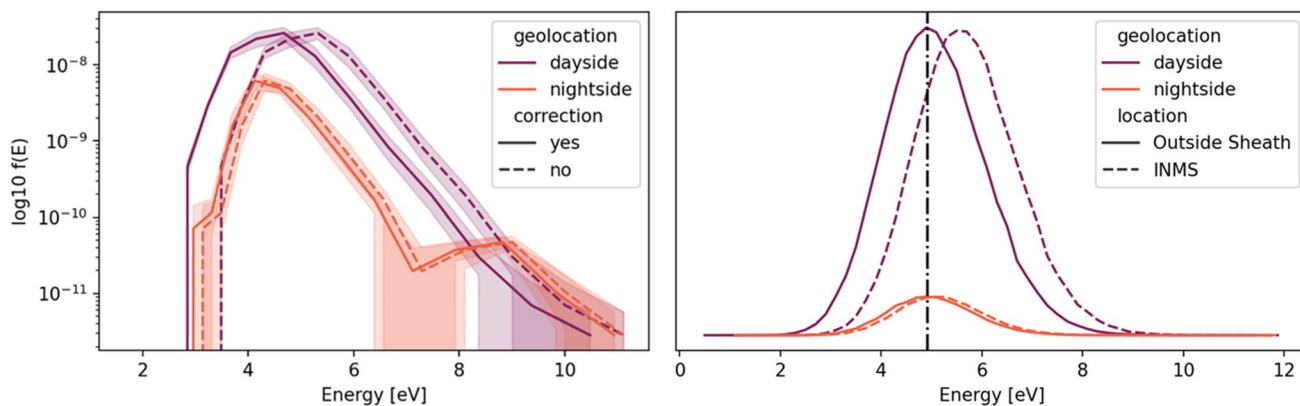 log10 f(E)
10⁻⁸
10⁻⁹
10⁻¹⁰
10⁻¹¹
geolocation
dayside
nightside
correction
yes
no
2 4 6 8 10
Energy [eV]
geolocation
dayside
nightside
location
Outside Sheath
INMS
0 2 4 6 8 10 12
Energy [eV]